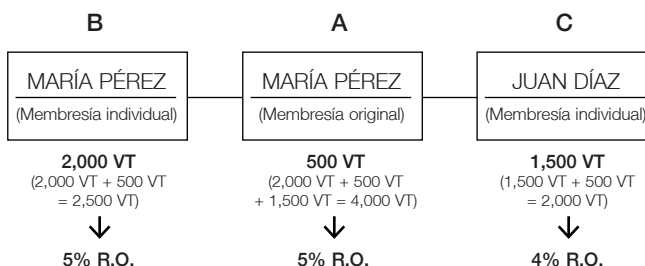 B
MARÍA PÉREZ
(Membresía individual)
2,000 VT
(2,000 VT + 500 VT
= 2,500 VT)
5% R.O.
A
MARÍA PÉREZ
(Membresía original)
500 VT
(2,000 VT + 500 VT
+ 1,500 VT = 4,000 VT)
5% R.O.
C
JUAN DÍAZ
(Membresía individual)
1,500 VT
(1,500 VT + 500 VT
= 2,000 VT)
4% R.O.